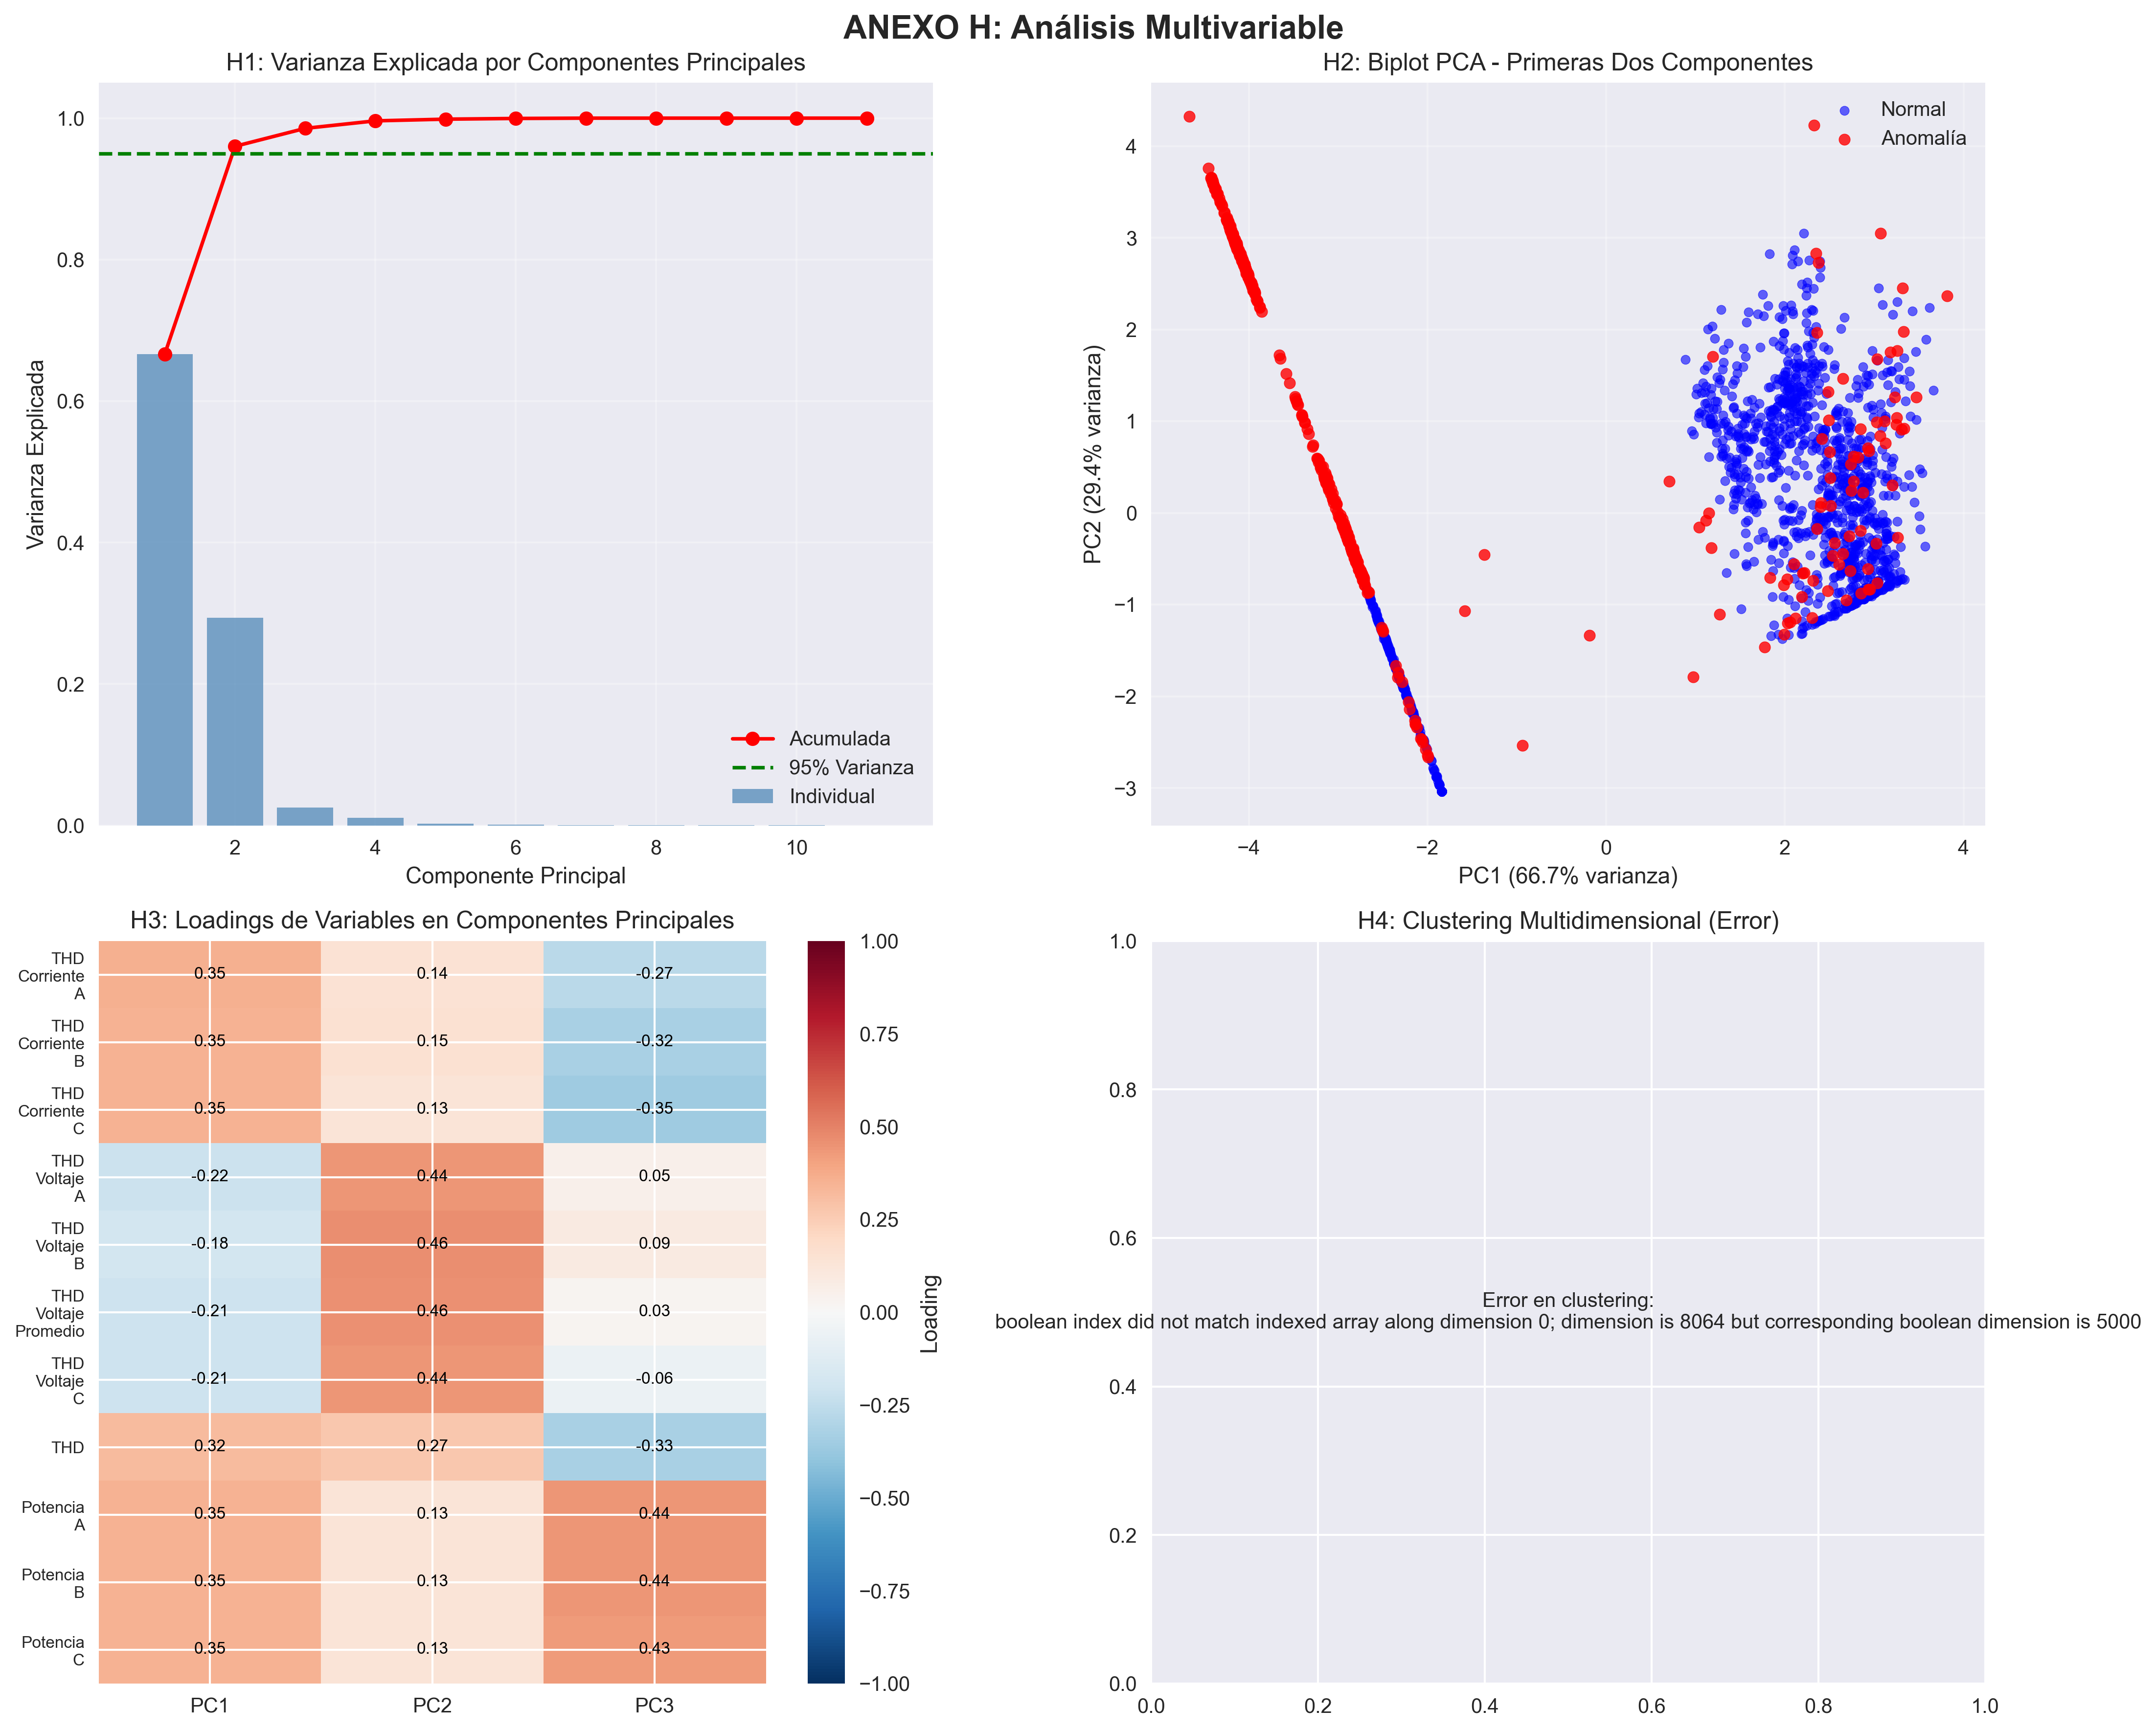 ANEXO H: Análisis Multivariable
H1: Varianza Explicada por Componentes Principales
Varianza Explicada
1.0
0.8
0.6
0.4
0.2
0.0
2
4
6
8
10
Componente Principal
Acumulada
95% Varianza
Individual
H2: Biplot PCA - Primeras Dos Componentes
PC2 (29.4% varianza)
4
3
2
1
0
−1
−2
−3
−4
−2
0
2
4
PC1 (66.7% varianza)
Normal
Anomalía
H3: Loadings de Variables en Componentes Principales
THD
Corriente
A
0.35
0.14
-0.27
THD
Corriente
B
0.35
0.15
-0.32
THD
Corriente
C
0.35
0.13
-0.35
THD
Voltaje
A
-0.22
0.44
0.05
THD
Voltaje
B
-0.18
0.46
0.09
THD
Voltaje
Promedio
-0.21
0.46
0.03
THD
Voltaje
C
-0.21
0.44
-0.06
THD
0.32
0.27
-0.33
Potencia
A
0.35
0.13
0.44
Potencia
B
0.35
0.13
0.44
Potencia
C
0.35
0.13
0.43
PC1
PC2
PC3
1.00
0.75
0.50
0.25
0.00
−0.25
−0.50
−0.75
−1.00
Loading
H4: Clustering Multidimensional (Error)
1.0
0.8
0.6
0.4
0.2
0.0
Error en clustering:
boolean index did not match indexed array along dimension 0; dimension is 8064 but corresponding boolean dimension is 5000
0.0
0.2
0.4
0.6
0.8
1.0